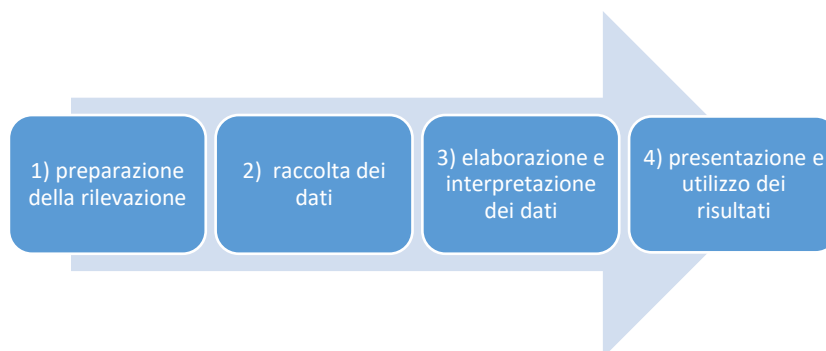 1) preparazione
della rilevazione
2) raccolta dei
dati
3) elaborazione e
interpretazione
dei dati
4) presentazione e
utilizzo dei
risultati